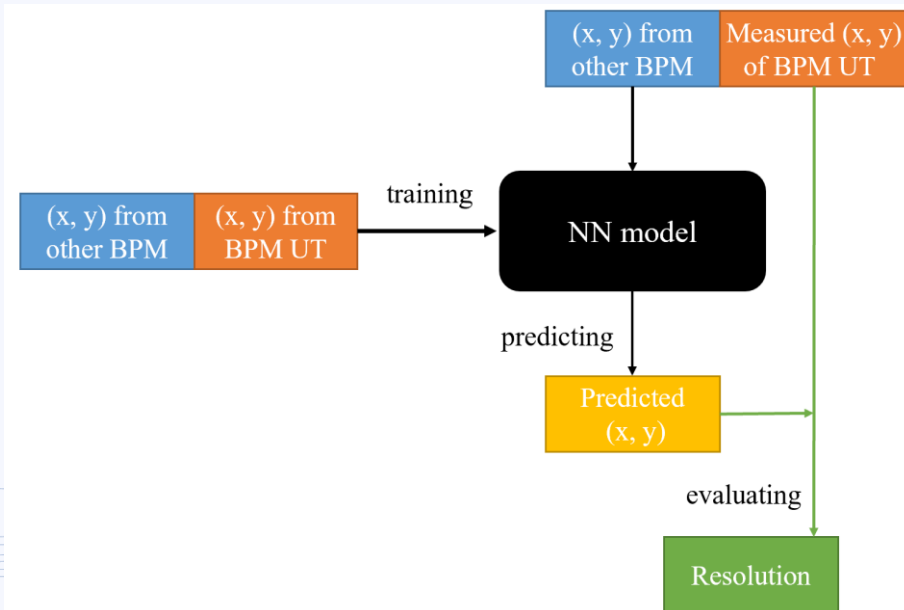 (x, y) from
other BPM
Measured (x, y)
of BPM UT
training
(x, y) from
other BPM
(x, y) from
BPM UT
NN model
predicting
Predicted
(x, y)
evaluating
Resolution